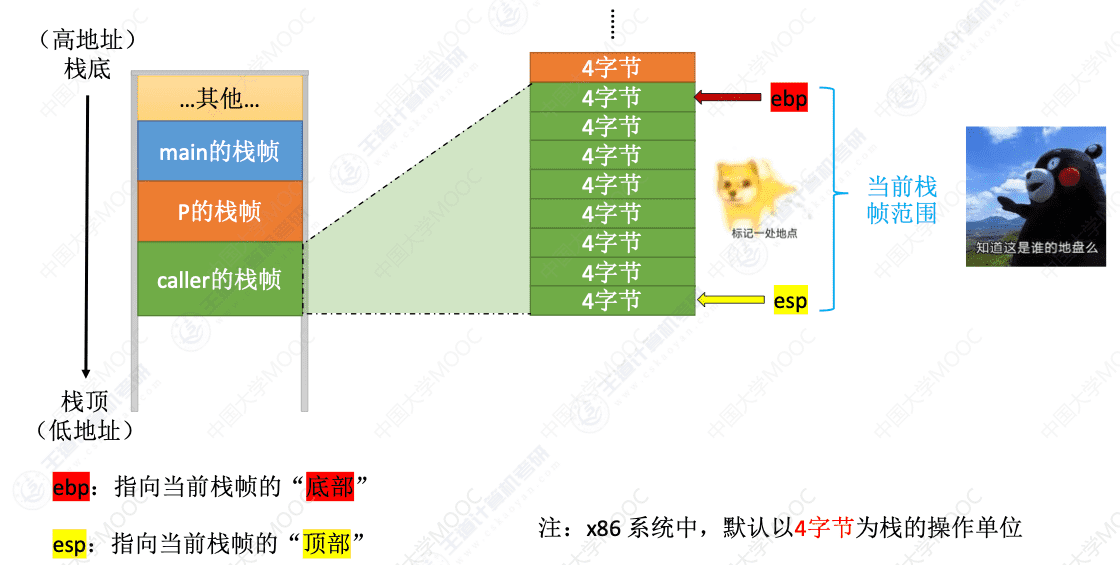 （高地址）
栈底
…其他…
main的栈帧
P的栈帧
caller的栈帧
栈顶
（低地址）
4字节
4字节
4字节
4字节
4字节
4字节
4字节
4字节
4字节
ebp
esp
标记一处地点
当前栈
帧范围
知道这是谁的地盘么
ebp：指向当前栈帧的“底部”
esp：指向当前栈帧的“顶部”
注：x86 系统中，默认以4字节为栈的操作单位
中国大学MOOC
王道计算机考研